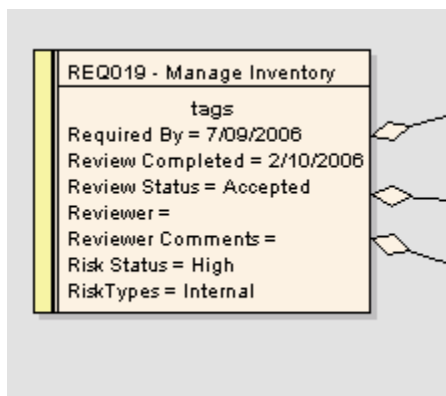 REQ019 - Manage Inventory
tags
Required By = 7/09/2006
Review Completed = 2/10/2006
Review Status = Accepted
Reviewer =
Reviewer Comments =
Risk Status = High
RiskTypes = Internal